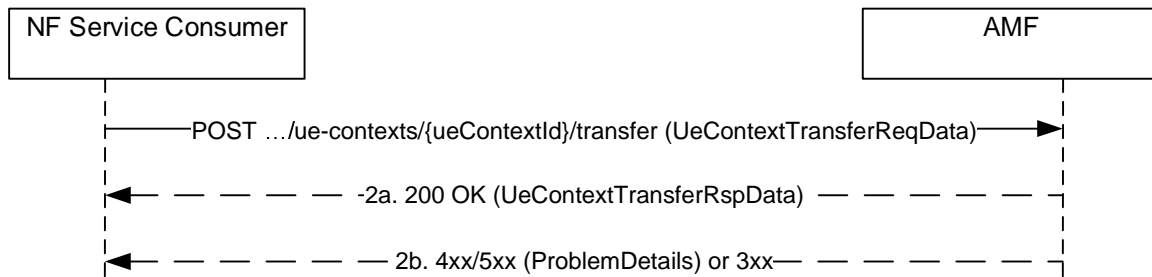 NF Service Consumer
AMF
POST …/ue-contexts/{ueContextId}/transfer (UeContextTransferReqData)
2a. 200 OK (UeContextTransferRspData)
2b. 4xx/5xx (ProblemDetails) or 3xx